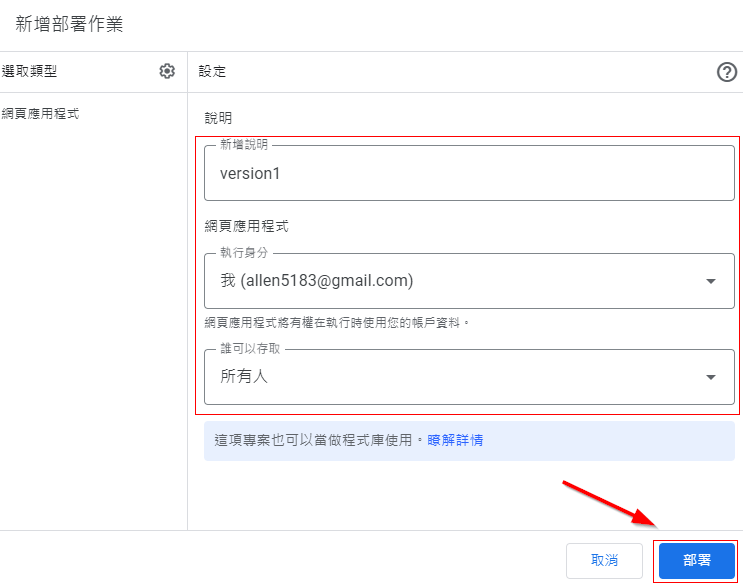 新增部署作業
選取類型
設定
網頁應用程式
說明
新增說明
version1
網頁應用程式
執行身分
我 (allen5183@gmail.com)
網頁應用程式將有權在執行時使用您的帳戶資料。
誰可以存取
所有人
這項專案也可以當做程式庫使用。瞭解詳情
取消
部署